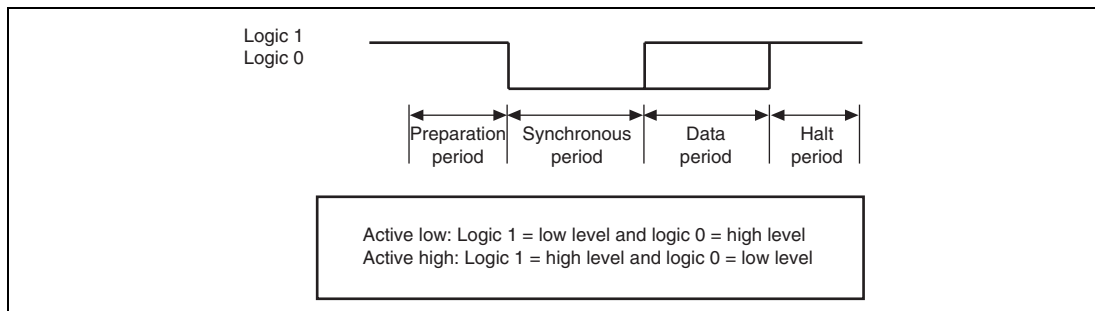 Logic 1
Logic 0
Preparation period
Synchronous period
Data period
Halt period
Active low: Logic 1 = low level and logic 0 = high level
Active high: Logic 1 = high level and logic 0 = low level